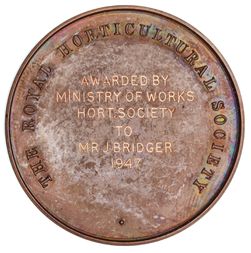 THE ROYAL HORTICULTURAL SOCIETY
AWARDED BY
MINISTRY OF WORKS
HORT. SOCIETY
TO
MR J BRIDGER.
1947